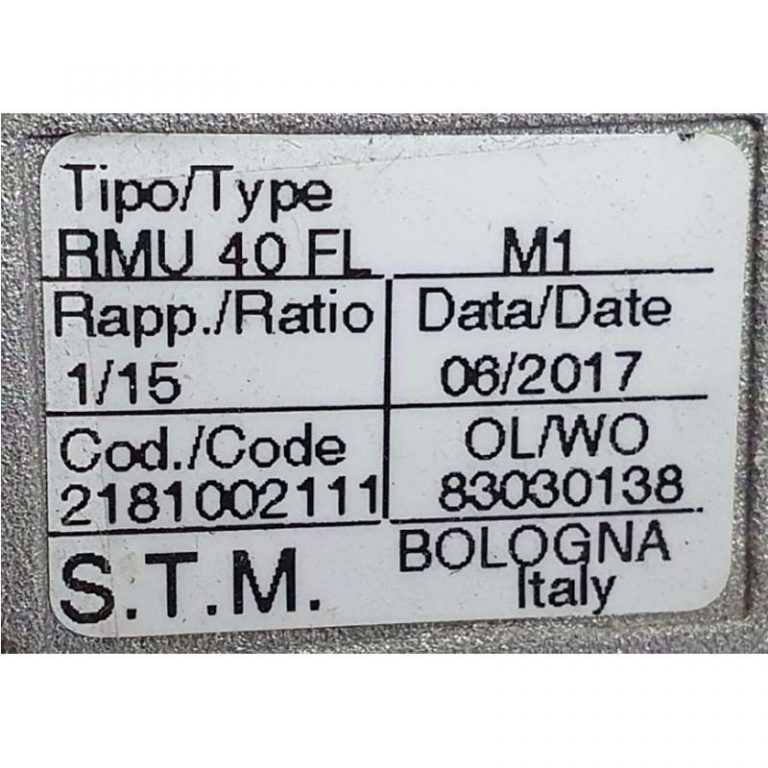 Tipo/Type
RMU 40 FL M1
Rapp./Ratio Data/Date
1/15 06/2017
Cod./Code OL/WO
2181002111 83030138
S.T.M. BOLOGNA
Italy